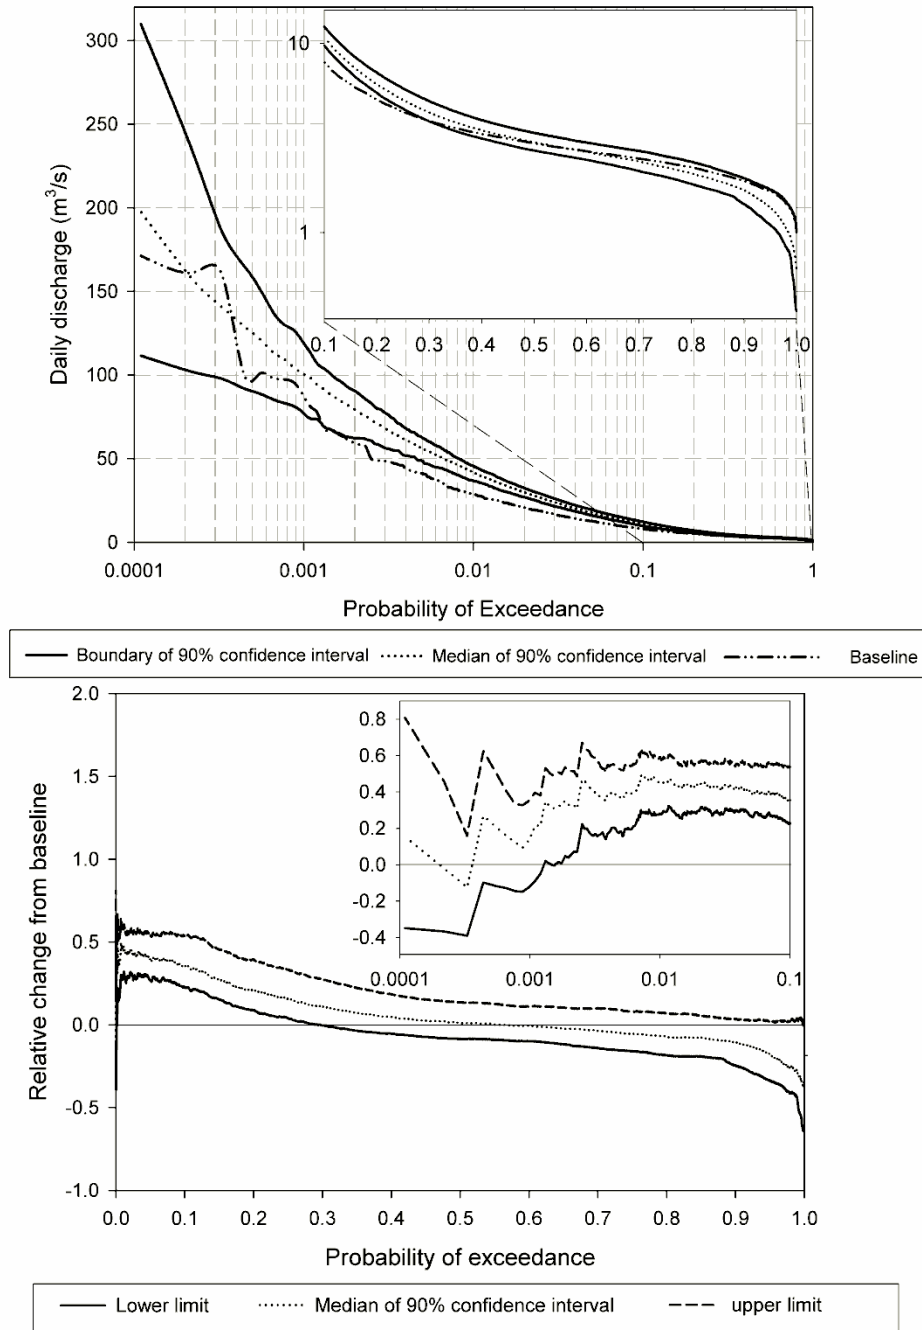 300
250
200
150
100
50
0
Daily discharge (m³/s)
10
1
0.1 0.2 0.3 0.4 0.5 0.6 0.7 0.8 0.9 1.0
0.0001 0.001 0.01 0.1 1
Probability of Exceedance
Boundary of 90% confidence interval Median of 90% confidence interval Baseline
2.0
1.5
1.0
0.5
0.0
-0.5
-1.0
Relative change from baseline
0.8
0.6
0.4
0.2
0.0
-0.2
-0.4
0.0001 0.001 0.01 0.1
0.0 0.1 0.2 0.3 0.4 0.5 0.6 0.7 0.8 0.9 1.0
Probability of exceedance
Lower limit Median of 90% confidence interval upper limit